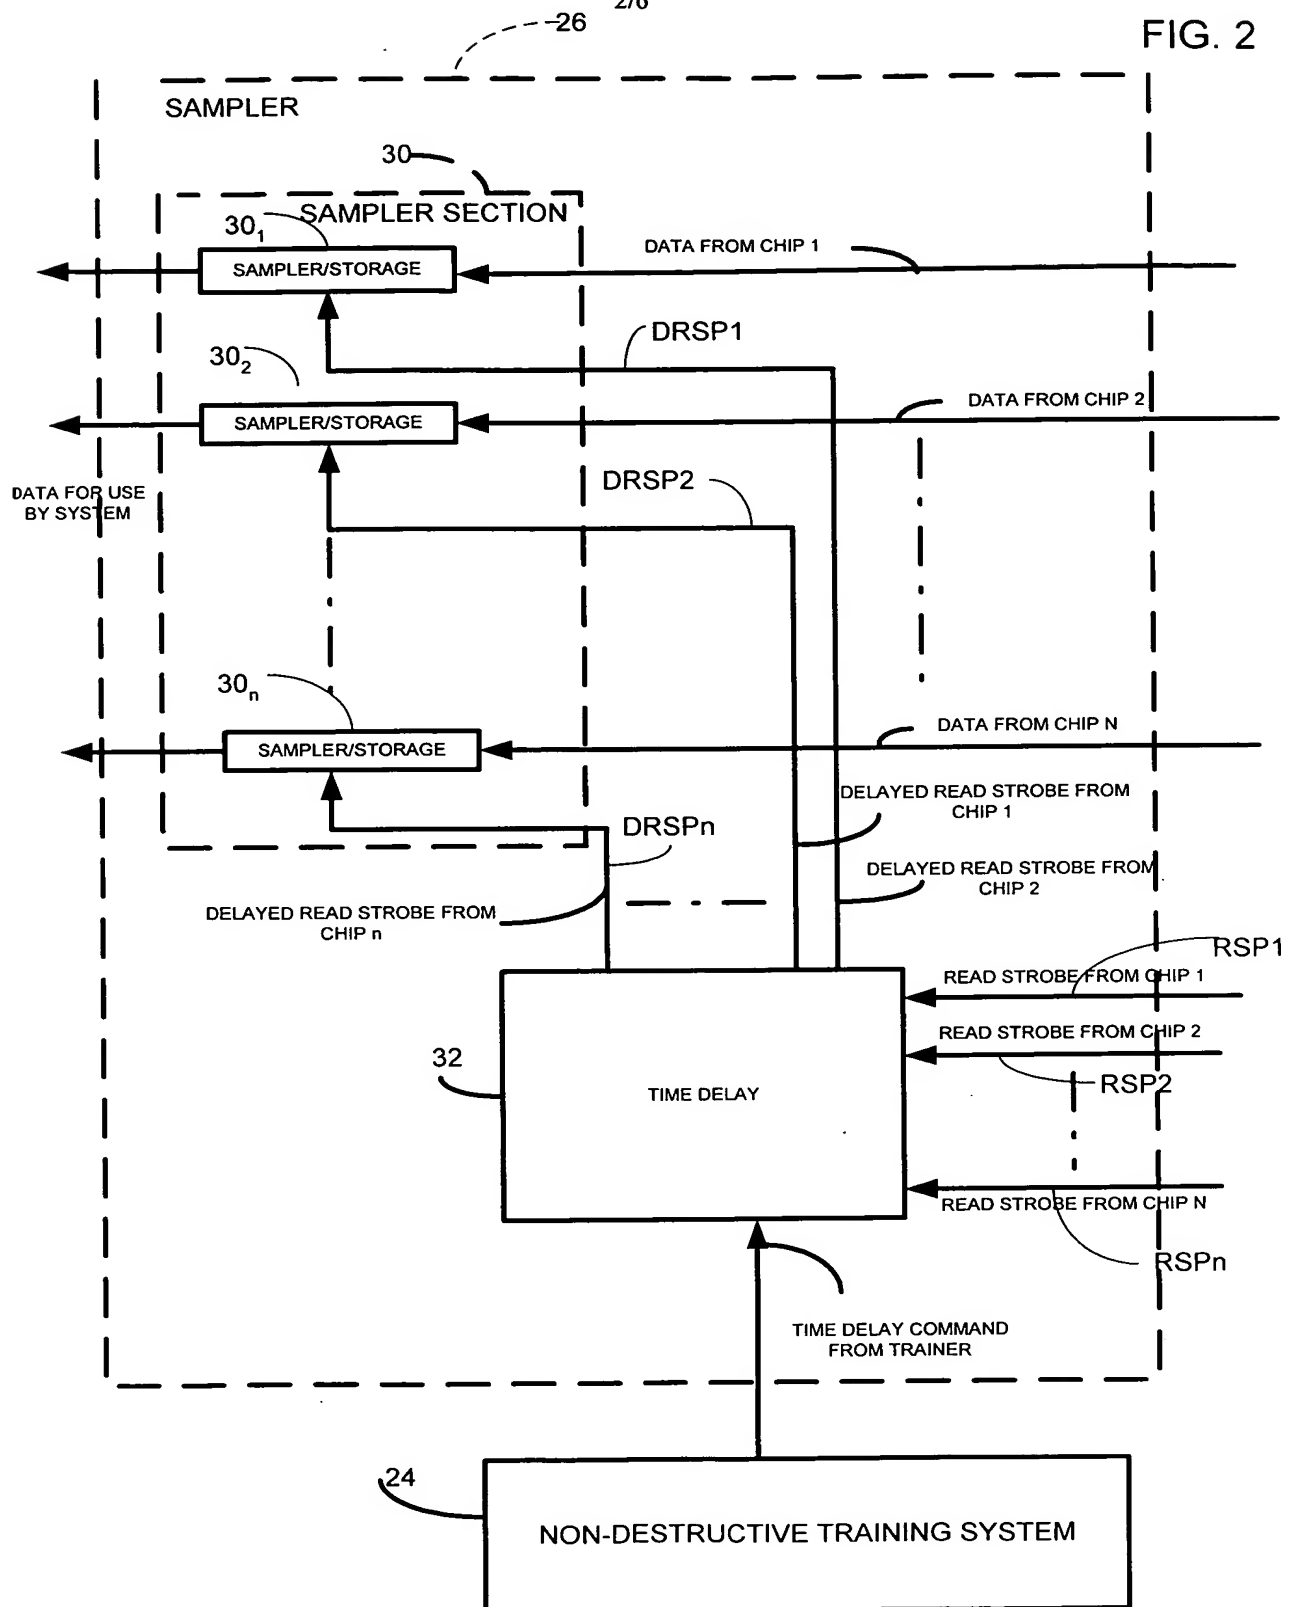 2/6
26
FIG. 2
SAMPLER
30
SAMPLER SECTION
30₁
SAMPLER/STORAGE
DATA FROM CHIP 1
DRSP1
30₂
SAMPLER/STORAGE
DATA FROM CHIP 2
DRSP2
DATA FOR USE
BY SYSTEM
30ₙ
SAMPLER/STORAGE
DATA FROM CHIP N
DELAYED READ STROBE FROM
CHIP 1
DRSPn
DELAYED READ STROBE FROM
CHIP 2
DELAYED READ STROBE FROM
CHIP n
RSP1
READ STROBE FROM CHIP 1
READ STROBE FROM CHIP 2
32
RSP2
TIME DELAY
READ STROBE FROM CHIP N
RSPn
TIME DELAY COMMAND
FROM TRAINER
24
NON-DESTRUCTIVE TRAINING SYSTEM